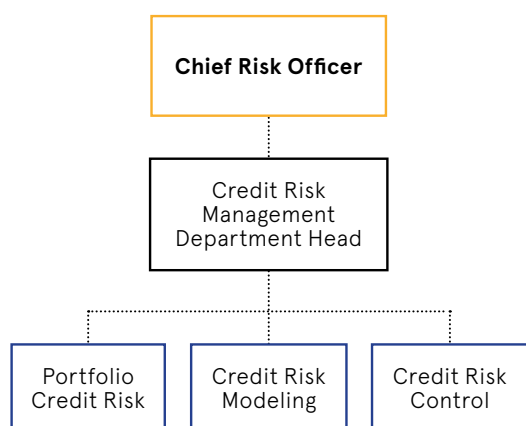 Chief Risk Officer
Credit Risk
Management
Department Head
Portfolio
Credit Risk
Credit Risk
Modeling
Credit Risk
Control